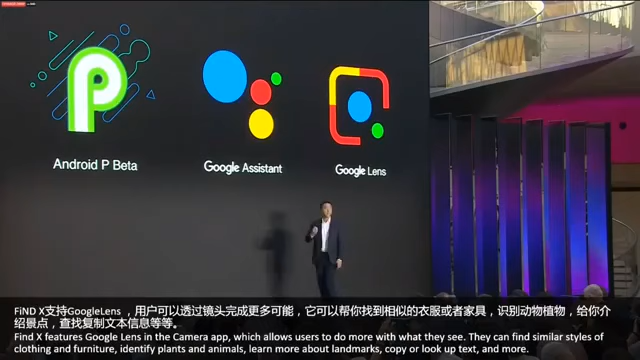 Android P Beta
Google Assistant
Google Lens
FiND X支持GoogleLens ，用户可以透过镜头完成更多可能，它可以帮你找到相似的衣服或者家具，识别动物植物，给你介
绍景点，查找复制文本信息等等。
Find X features Google Lens in the Camera app, which allows users to do more with what they see. They can find similar styles of
clothing and furniture, identify plants and animals, learn more about landmarks, copy or look up text, and more.